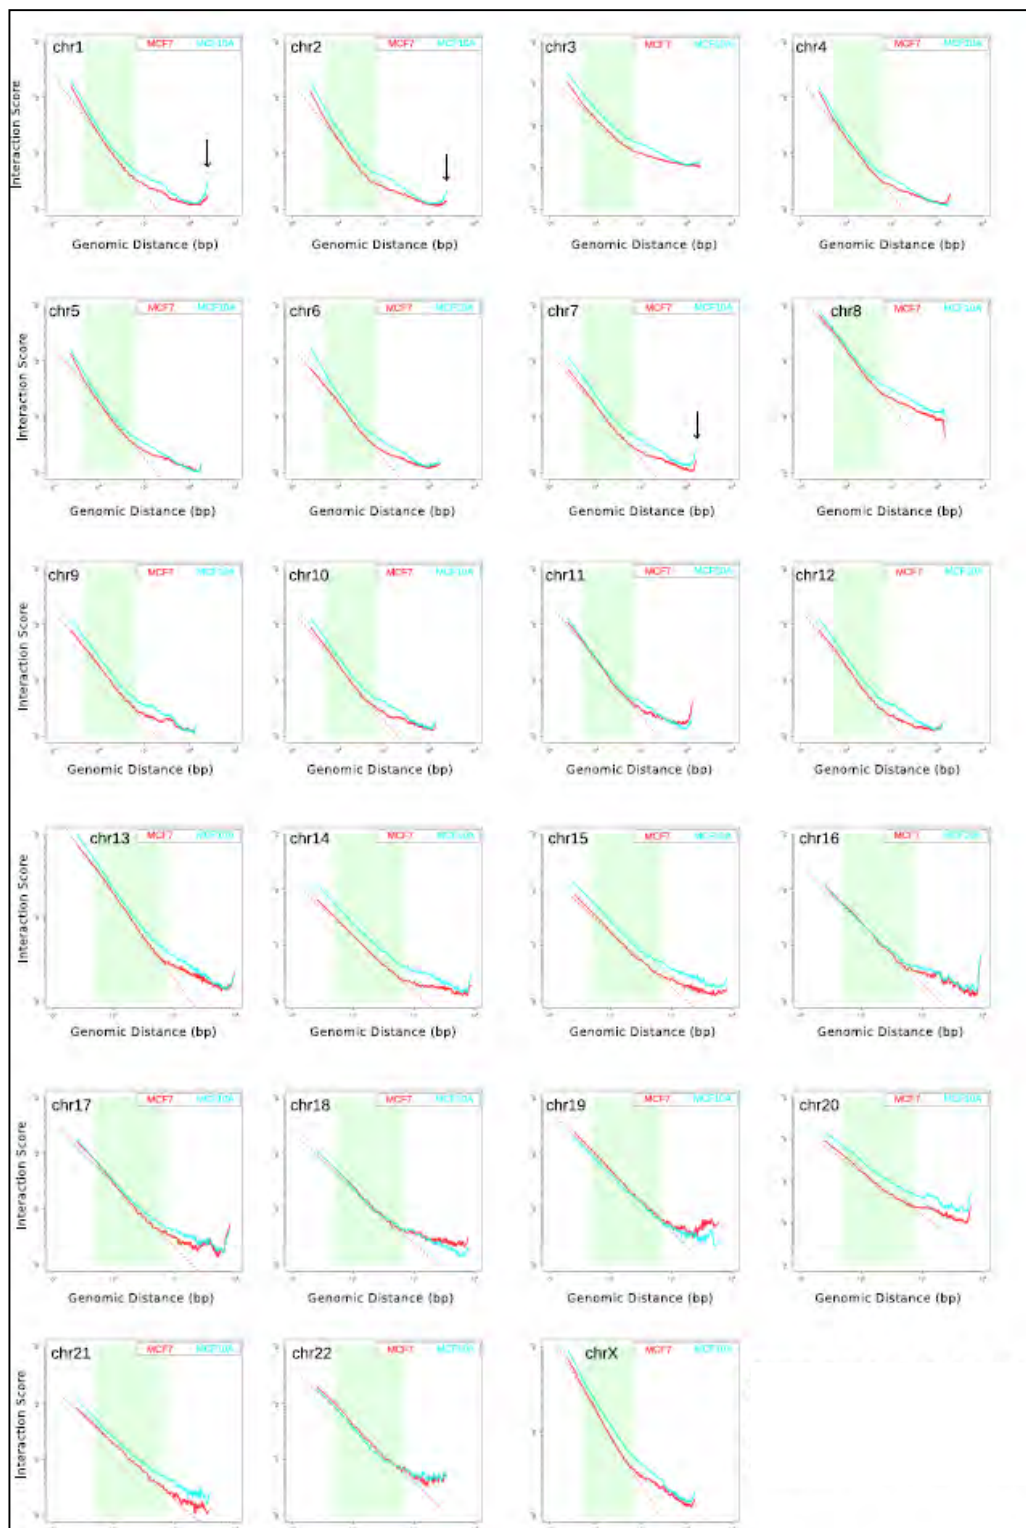 chr1 MCF7 MCF10A
chr2 MCF7 MCF10A
chr3 MCF7 MCF10A
chr4 MCF7 MCF10A
Interaction Score
Genomic Distance (bp)
Genomic Distance (bp)
Genomic Distance (bp)
Genomic Distance (bp)
chr5 MCF7 MCF10A
chr6 MCF7 MCF10A
chr7 MCF7 MCF10A
chr8 MCF7 MCF10A
Interaction Score
Genomic Distance (bp)
Genomic Distance (bp)
Genomic Distance (bp)
Genomic Distance (bp)
chr9 MCF7 MCF10A
chr10 MCF7 MCF10A
chr11 MCF7 MCF10A
chr12 MCF7 MCF10A
Interaction Score
Genomic Distance (bp)
Genomic Distance (bp)
Genomic Distance (bp)
Genomic Distance (bp)
chr13 MCF7 MCF10A
chr14 MCF7 MCF10A
chr15 MCF7 MCF10A
chr16 MCF7 MCF10A
Interaction Score
Genomic Distance (bp)
Genomic Distance (bp)
Genomic Distance (bp)
Genomic Distance (bp)
chr17 MCF7 MCF10A
chr18 MCF7 MCF10A
chr19 MCF7 MCF10A
chr20 MCF7 MCF10A
Interaction Score
Genomic Distance (bp)
Genomic Distance (bp)
Genomic Distance (bp)
Genomic Distance (bp)
chr21 MCF7 MCF10A
chr22 MCF7 MCF10A
chrX MCF7 MCF10A
Interaction Score